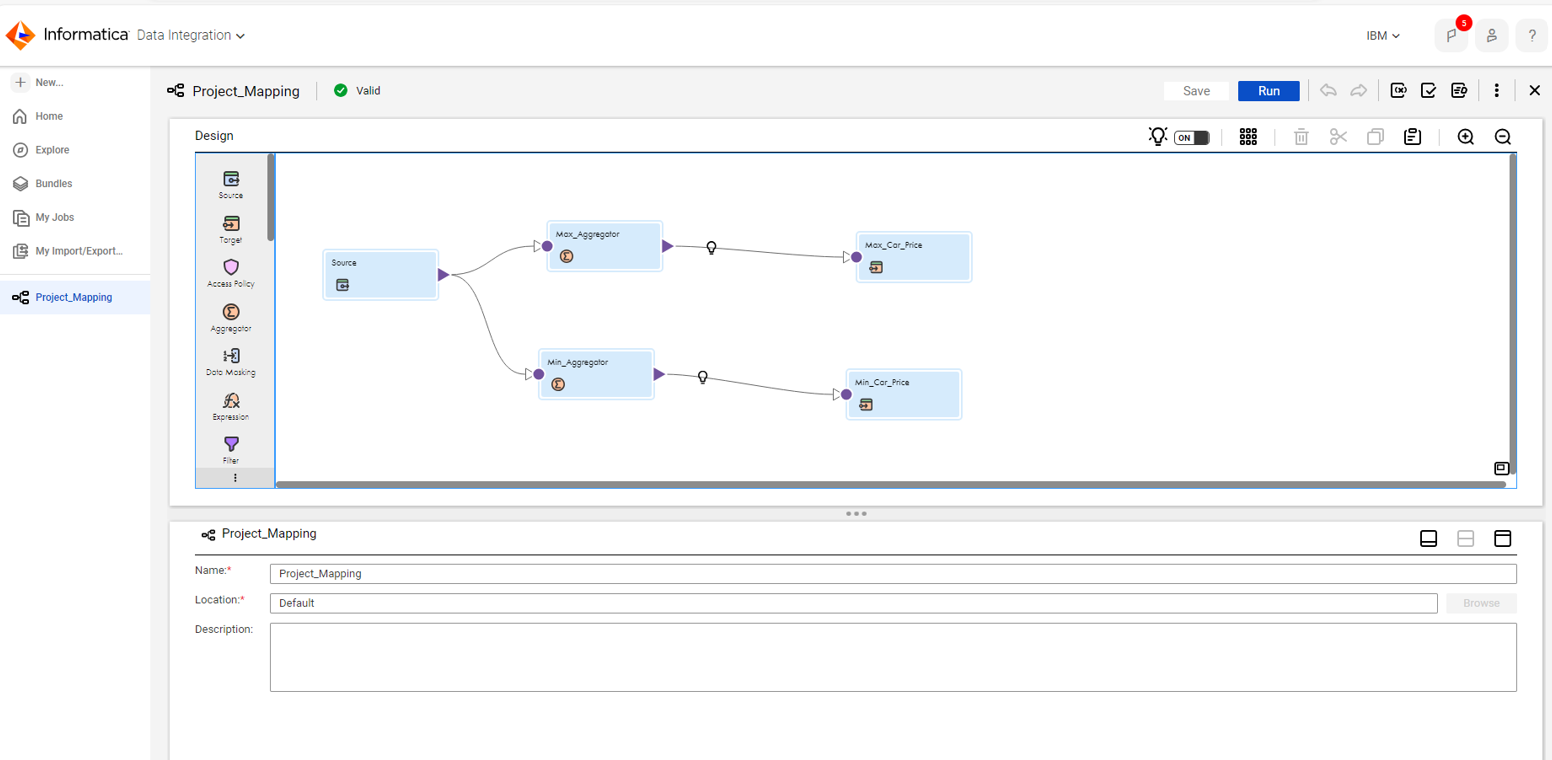 Informatica Data Integration
IBM
5
?
New...
Home
Explore
Bundles
My Jobs
My Import/Export...
Project_Mapping
Project_Mapping
Valid
Save
Run
Design
ON
Source
Target
Access Policy
Aggregator
Data Masking
Expression
Filter
Source
Max_Aggregator
Max_Car_Price
Min_Aggregator
Min_Car_Price
Project_Mapping
Name:* Project_Mapping
Location:* Default Browse
Description: